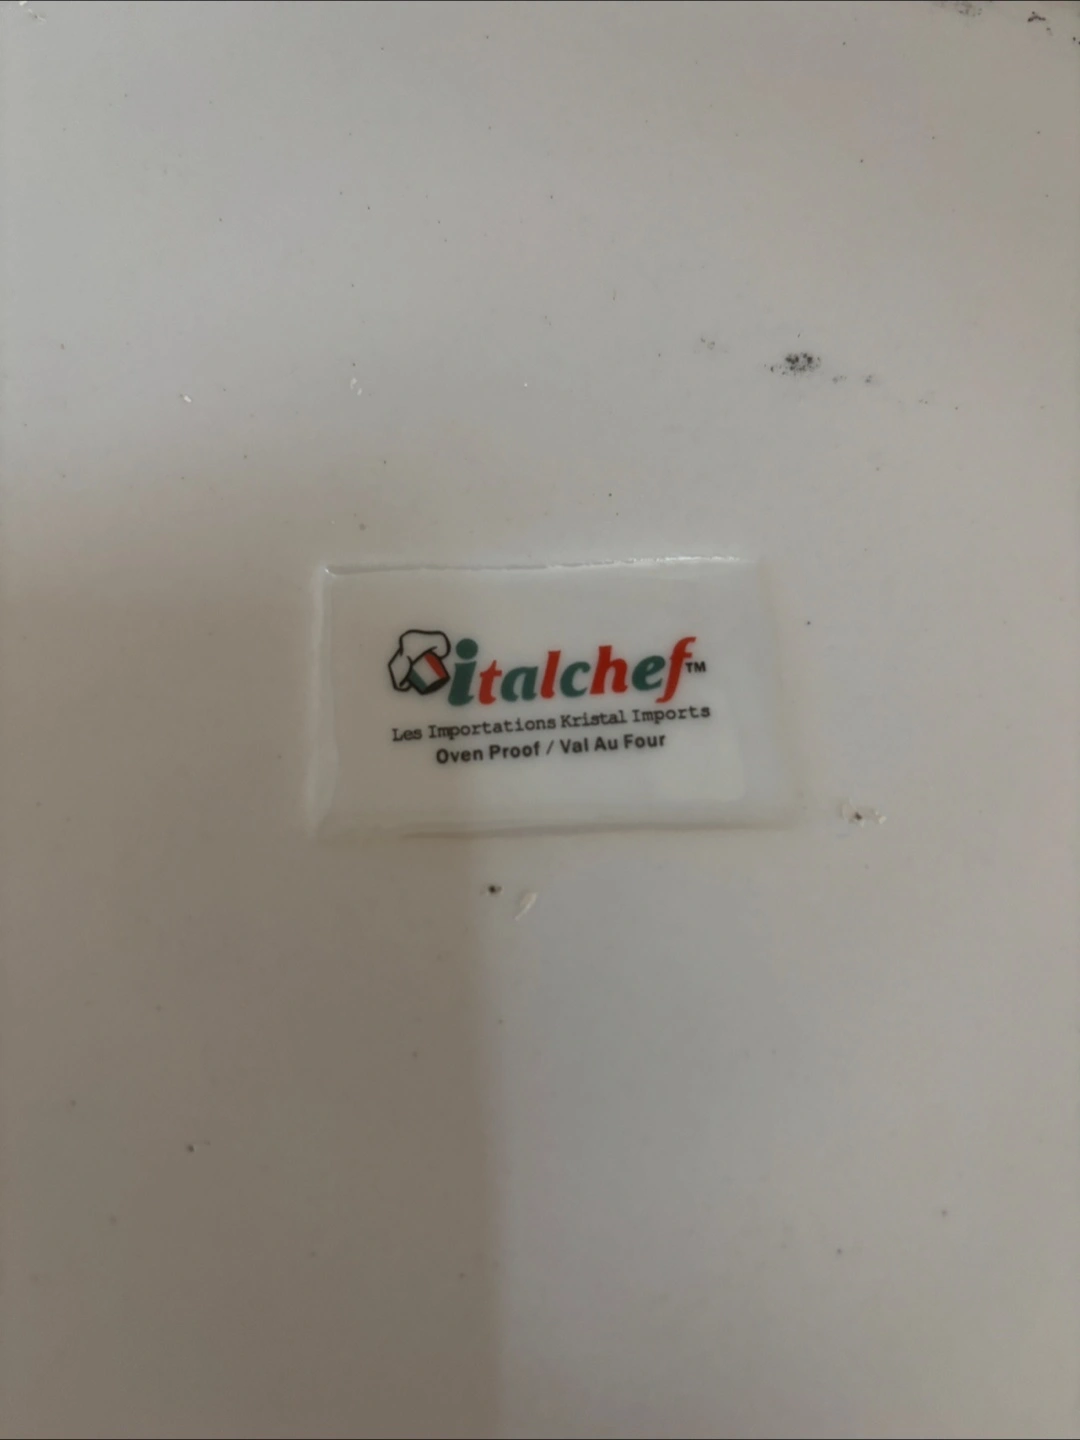 italchef™
Les Importations Kristal Imports
Oven Proof / Val Au Four